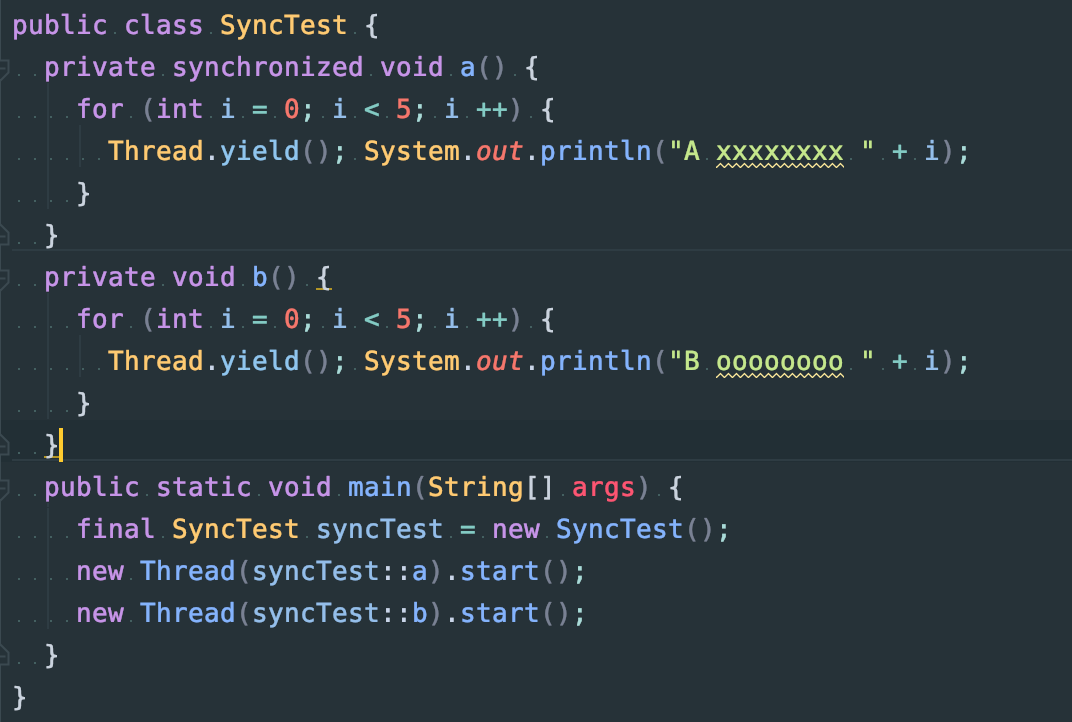 public class SyncTest {
  private synchronized void a() {
    for (int i = 0; i < 5; i ++) {
      Thread.yield(); System.out.println("A xxxxxxxx " + i);
    }
  }
  private void b() {
    for (int i = 0; i < 5; i ++) {
      Thread.yield(); System.out.println("B oooooooo " + i);
    }
  }
  public static void main(String[] args) {
    final SyncTest syncTest = new SyncTest();
    new Thread(syncTest::a).start();
    new Thread(syncTest::b).start();
  }
}